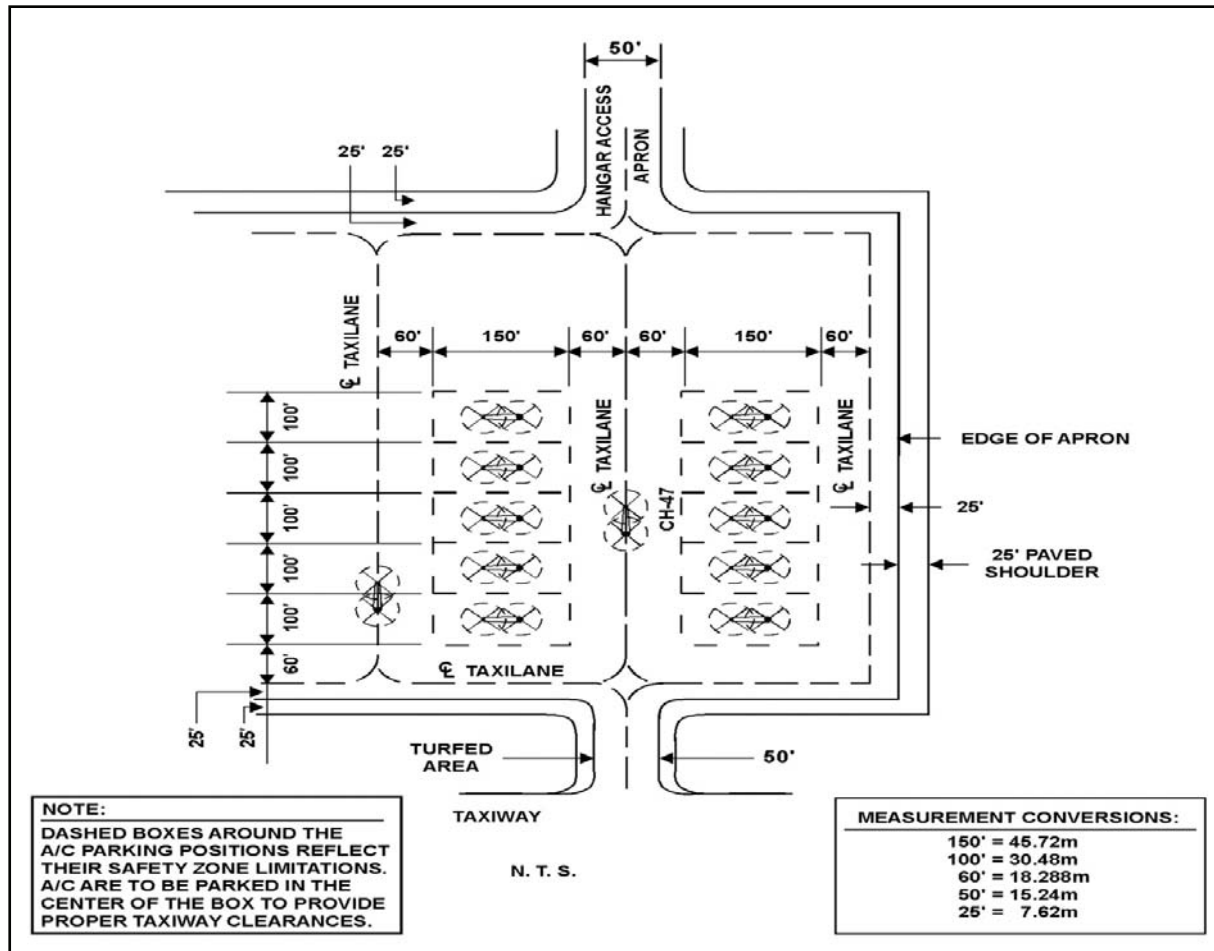 50'
HANGAR ACCESS
APRON
25' 25'
60' 150' 60' 60' 150' 60'
℄ TAXILANE
℄ TAXILANE
℄ TAXILANE
100'
100'
100'
100'
100'
60'
CH-47
EDGE OF APRON
25'
25' PAVED
SHOULDER
℄ TAXILANE
25' 25'
TURFED
AREA
50'
TAXIWAY
N. T. S.
NOTE:
DASHED BOXES AROUND THE
A/C PARKING POSITIONS REFLECT
THEIR SAFETY ZONE LIMITATIONS.
A/C ARE TO BE PARKED IN THE
CENTER OF THE BOX TO PROVIDE
PROPER TAXIWAY CLEARANCES.
MEASUREMENT CONVERSIONS:
150' = 45.72m
100' = 30.48m
60' = 18.288m
50' = 15.24m
25' = 7.62m